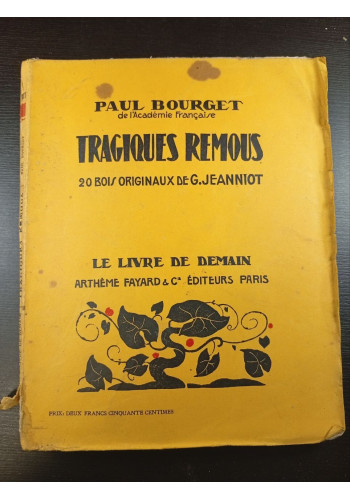 PAUL BOURGET
de l'Académie Française
TRAGIQUES REMOUS
20 BOIS ORIGINAUX DE G. JEANNIOT
LE LIVRE DE DEMAIN
ARTHÈME FAYARD & Cie ÉDITEURS PARIS
PRIX: DEUX FRANCS CINQUANTE CENTIMES